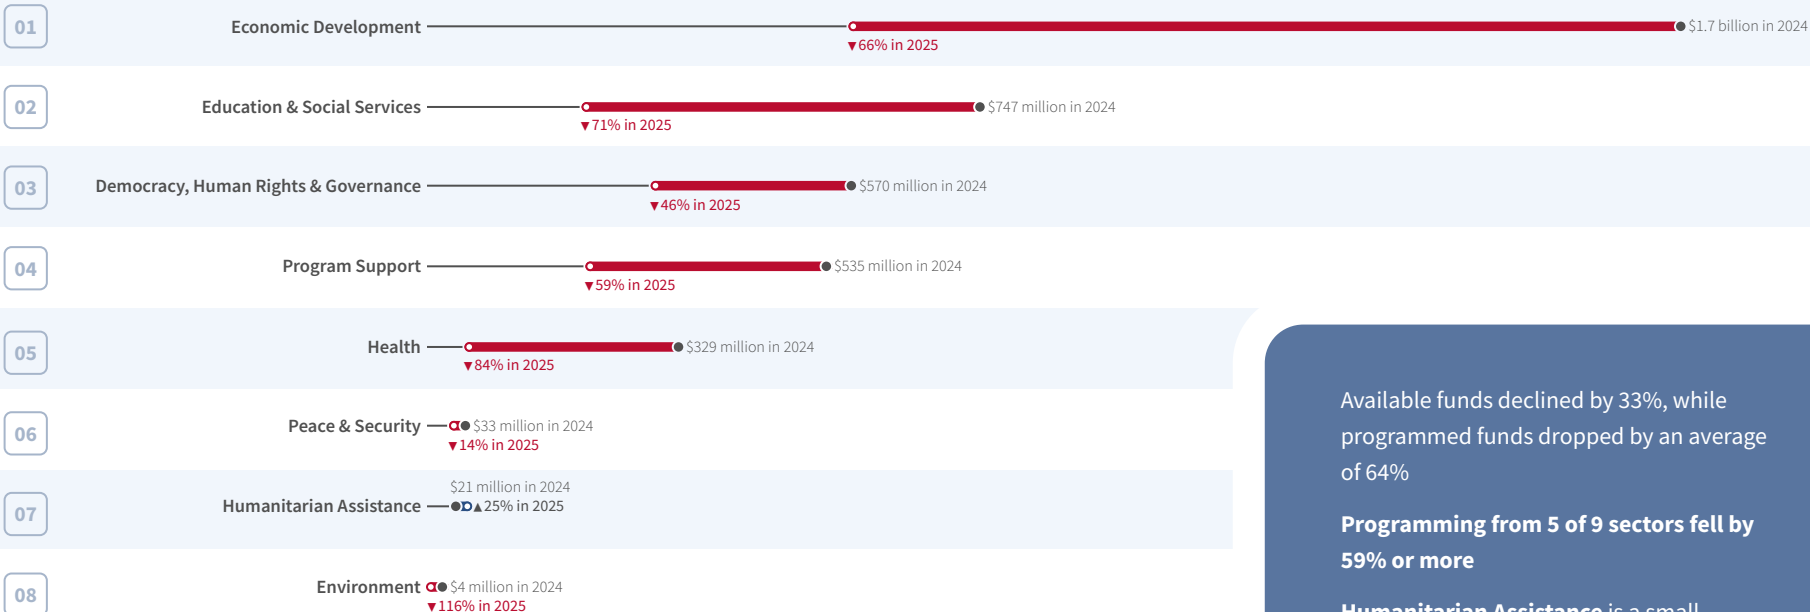 01
Economic Development
$1.7 billion in 2024
▼66% in 2025
02
Education & Social Services
$747 million in 2024
▼71% in 2025
03
Democracy, Human Rights & Governance
$570 million in 2024
▼46% in 2025
04
Program Support
$535 million in 2024
▼59% in 2025
05
Health
$329 million in 2024
▼84% in 2025
06
Peace & Security
$33 million in 2024
▼14% in 2025
07
$21 million in 2024
Humanitarian Assistance
▲25% in 2025
08
Environment
$4 million in 2024
▼116% in 2025
Available funds declined by 33%, while
programmed funds dropped by an average
of 64%
Programming from 5 of 9 sectors fell by
59% or more
Humanitarian Assistance is a small